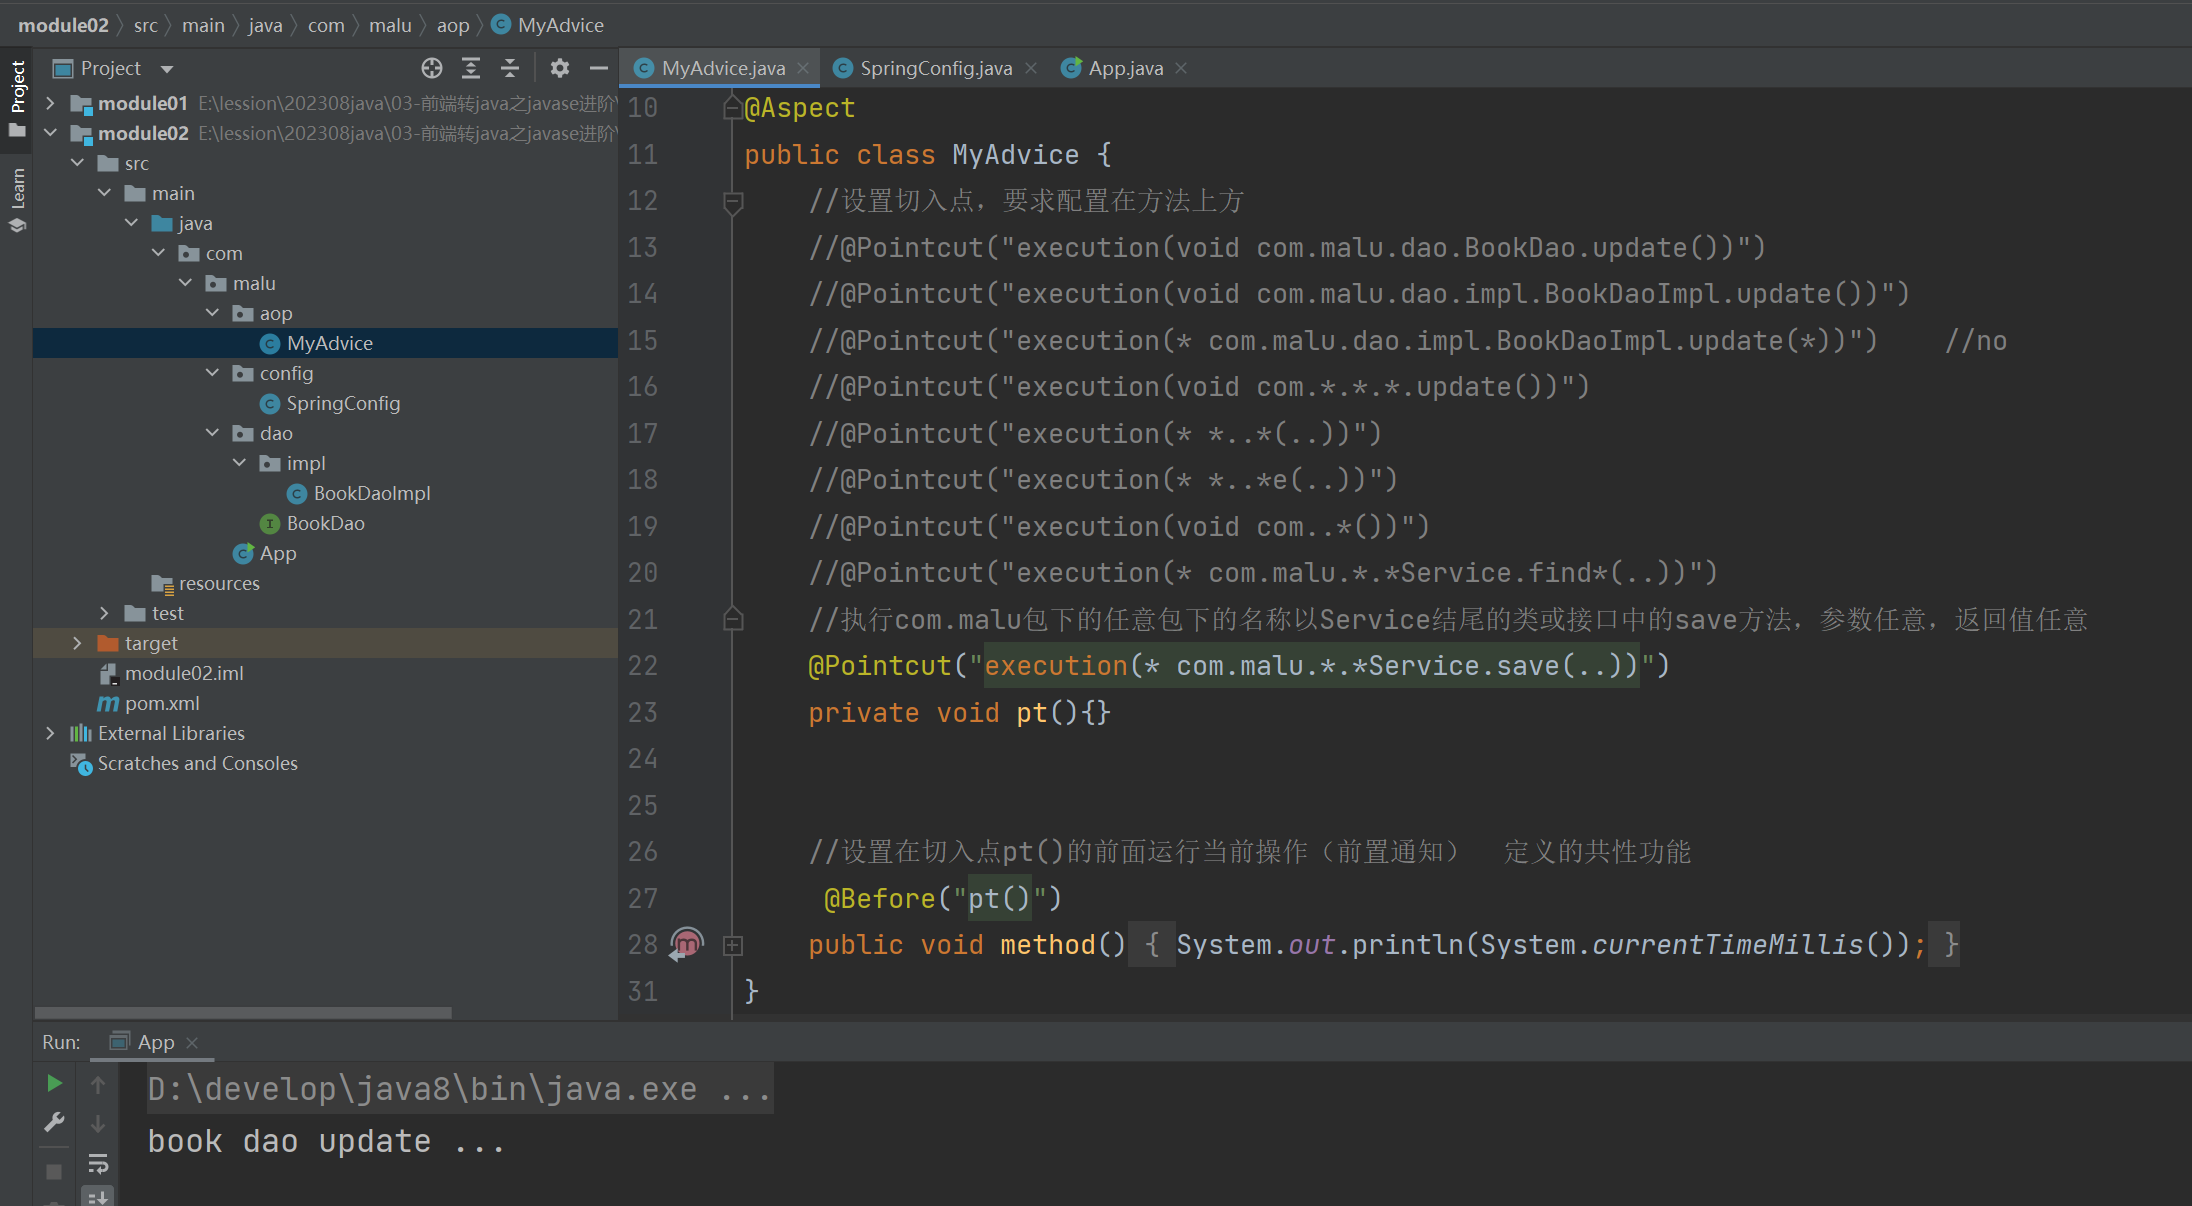 module02 src main java com malu aop MyAdvice
Project
Learn
Project
module01 E:\lession\202308java\03-前端转java之javase进阶\
module02 E:\lession\202308java\03-前端转java之javase进阶\
src
main
java
com
malu
aop
MyAdvice
config
SpringConfig
dao
impl
BookDaoImpl
BookDao
App
resources
test
target
module02.iml
pom.xml
External Libraries
Scratches and Consoles
MyAdvice.java SpringConfig.java App.java
10 @Aspect
11 public class MyAdvice {
12 //设置切入点，要求配置在方法上方
13 //@Pointcut("execution(void com.malu.dao.BookDao.update())")
14 //@Pointcut("execution(void com.malu.dao.impl.BookDaoImpl.update())")
15 //@Pointcut("execution(* com.malu.dao.impl.BookDaoImpl.update(*))") //no
16 //@Pointcut("execution(void com.*.*.*.update())")
17 //@Pointcut("execution(* *..*(..))")
18 //@Pointcut("execution(* *..*e(..))")
19 //@Pointcut("execution(void com..*())")
20 //@Pointcut("execution(* com.malu.*.*Service.find*(..))")
21 //执行com.malu包下的任意包下的名称以Service结尾的类或接口中的save方法，参数任意，返回值任意
22 @Pointcut("execution(* com.malu.*.*Service.save(..))")
23 private void pt(){}
24
25
26 //设置在切入点pt()的前面运行当前操作（前置通知） 定义的共性功能
27 @Before("pt()")
28 public void method() { System.out.println(System.currentTimeMillis()); }
31 }
Run: App
D:\develop\java8\bin\java.exe ...
book dao update ...